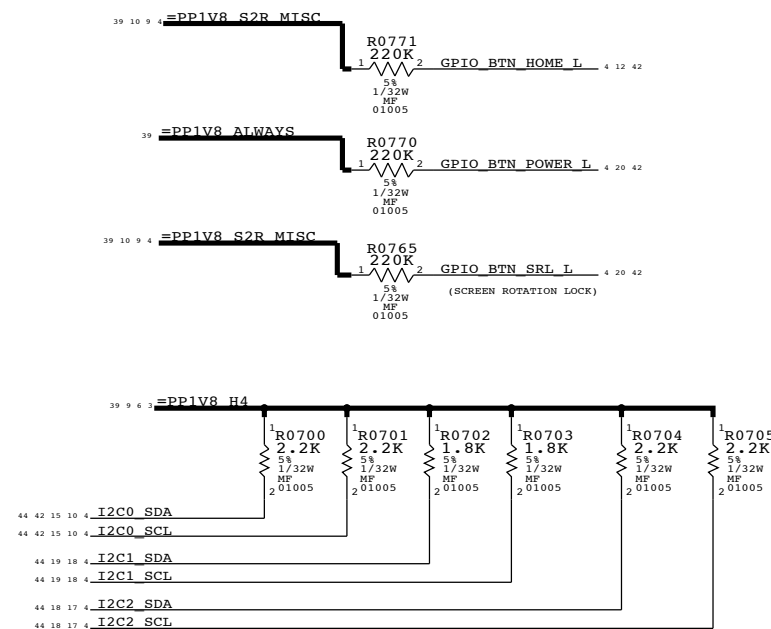 39 10 9 4 =PP1V8_S2R_MISC
R0771
220K
1 2 GPIO_BTN_HOME_L 4 12 42
5%
1/32W
MF
01005
39 =PP1V8_ALWAYS
R0770
220K
1 2 GPIO_BTN_POWER_L 4 20 42
5%
1/32W
MF
01005
39 10 9 4 =PP1V8_S2R_MISC
R0765
220K
1 2 GPIO_BTN_SRL_L 4 20 42
5%
1/32W
MF
01005
(SCREEN ROTATION LOCK)
39 9 6 3 =PP1V8_H4
1 R0700 1 R0701 1 R0702 1 R0703 1 R0704 1 R0705
2.2K 2.2K 1.8K 1.8K 2.2K 2.2K
5% 5% 5% 5% 5% 5%
1/32W 1/32W 1/32W 1/32W 1/32W 1/32W
MF MF MF MF MF MF
2 01005 2 01005 2 01005 2 01005 2 01005 2 01005
44 42 15 10 4 I2C0_SDA
44 42 15 10 4 I2C0_SCL
44 19 18 4 I2C1_SDA
44 19 18 4 I2C1_SCL
44 18 17 4 I2C2_SDA
44 18 17 4 I2C2_SCL